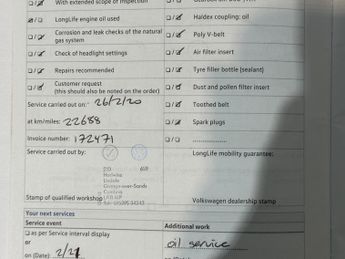 With extended scope of inspection
LongLife engine oil used
Corrosion and leak checks of the natural
gas system
Check of headlight settings
Repairs recommended
Customer request
(this should also be noted on the order)
Service carried out on: 26/2/20
at km/miles: 22688
Invoice number: 172471
Service carried out by:
Stamp of qualified workshop
Haldex coupling: oil
Poly V-belt
Air filter insert
Tyre filler bottle (sealant)
Dust and pollen filter insert
Toothed belt
Spark plugs
LongLife mobility guarantee:
Volkswagen dealership stamp
Your next services
Service event
as per Service interval display
or
on (Date) 2/21
Additional work
oil service